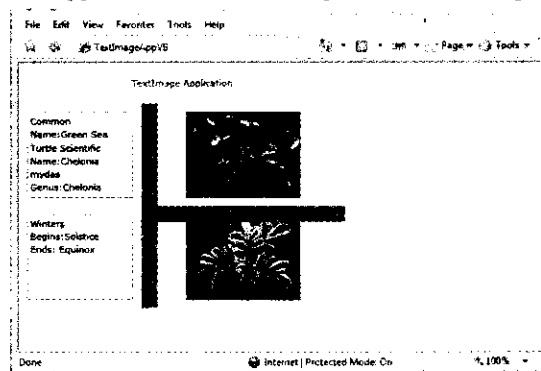 File Edit View Favorites Tools Help
TextImageAppVB
Page Tools
TextImage Application
Common
Name:Green Sea
Turtle Scientific
Name: Chelonia
mydas
Genus: Chelonia
Winters
Begins:Solstice
Ends: Equinox
Done Internet | Protected Mode: On 100%